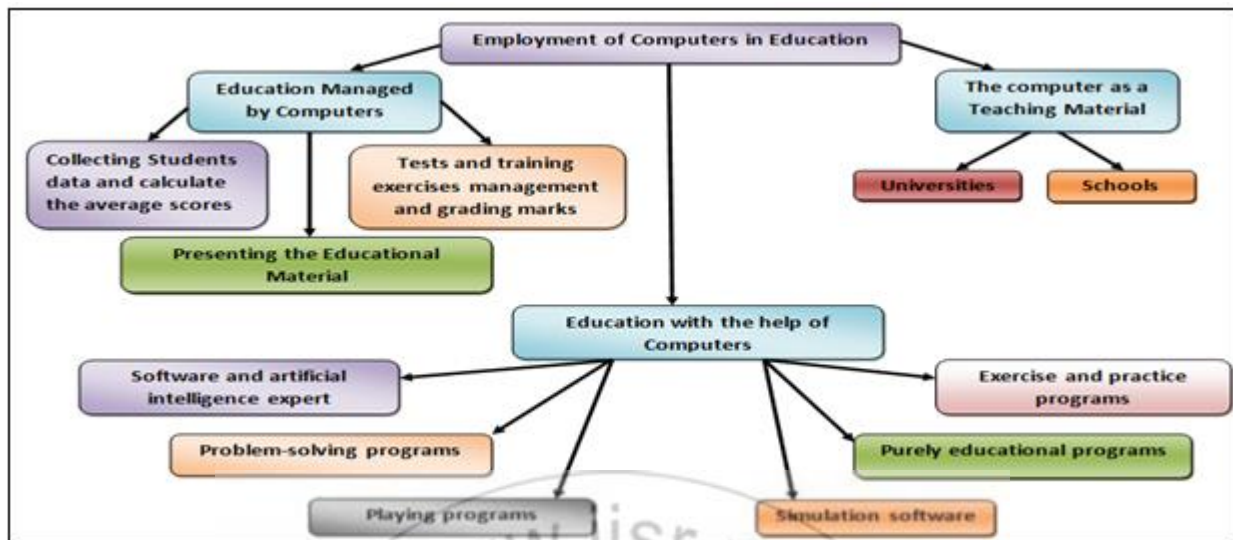 Employment of Computers in Education
Education Managed
by Computers
The computer as a
Teaching Material
Collecting Students
data and calculate
the average scores
Tests and training
exercises management
and grading marks
Universities
Schools
Presenting the Educational
Material
Education with the help of
Computers
Software and artificial
intelligence expert
Exercise and practice
programs
Problem-solving programs
Purely educational programs
Playing programs
Simulation software